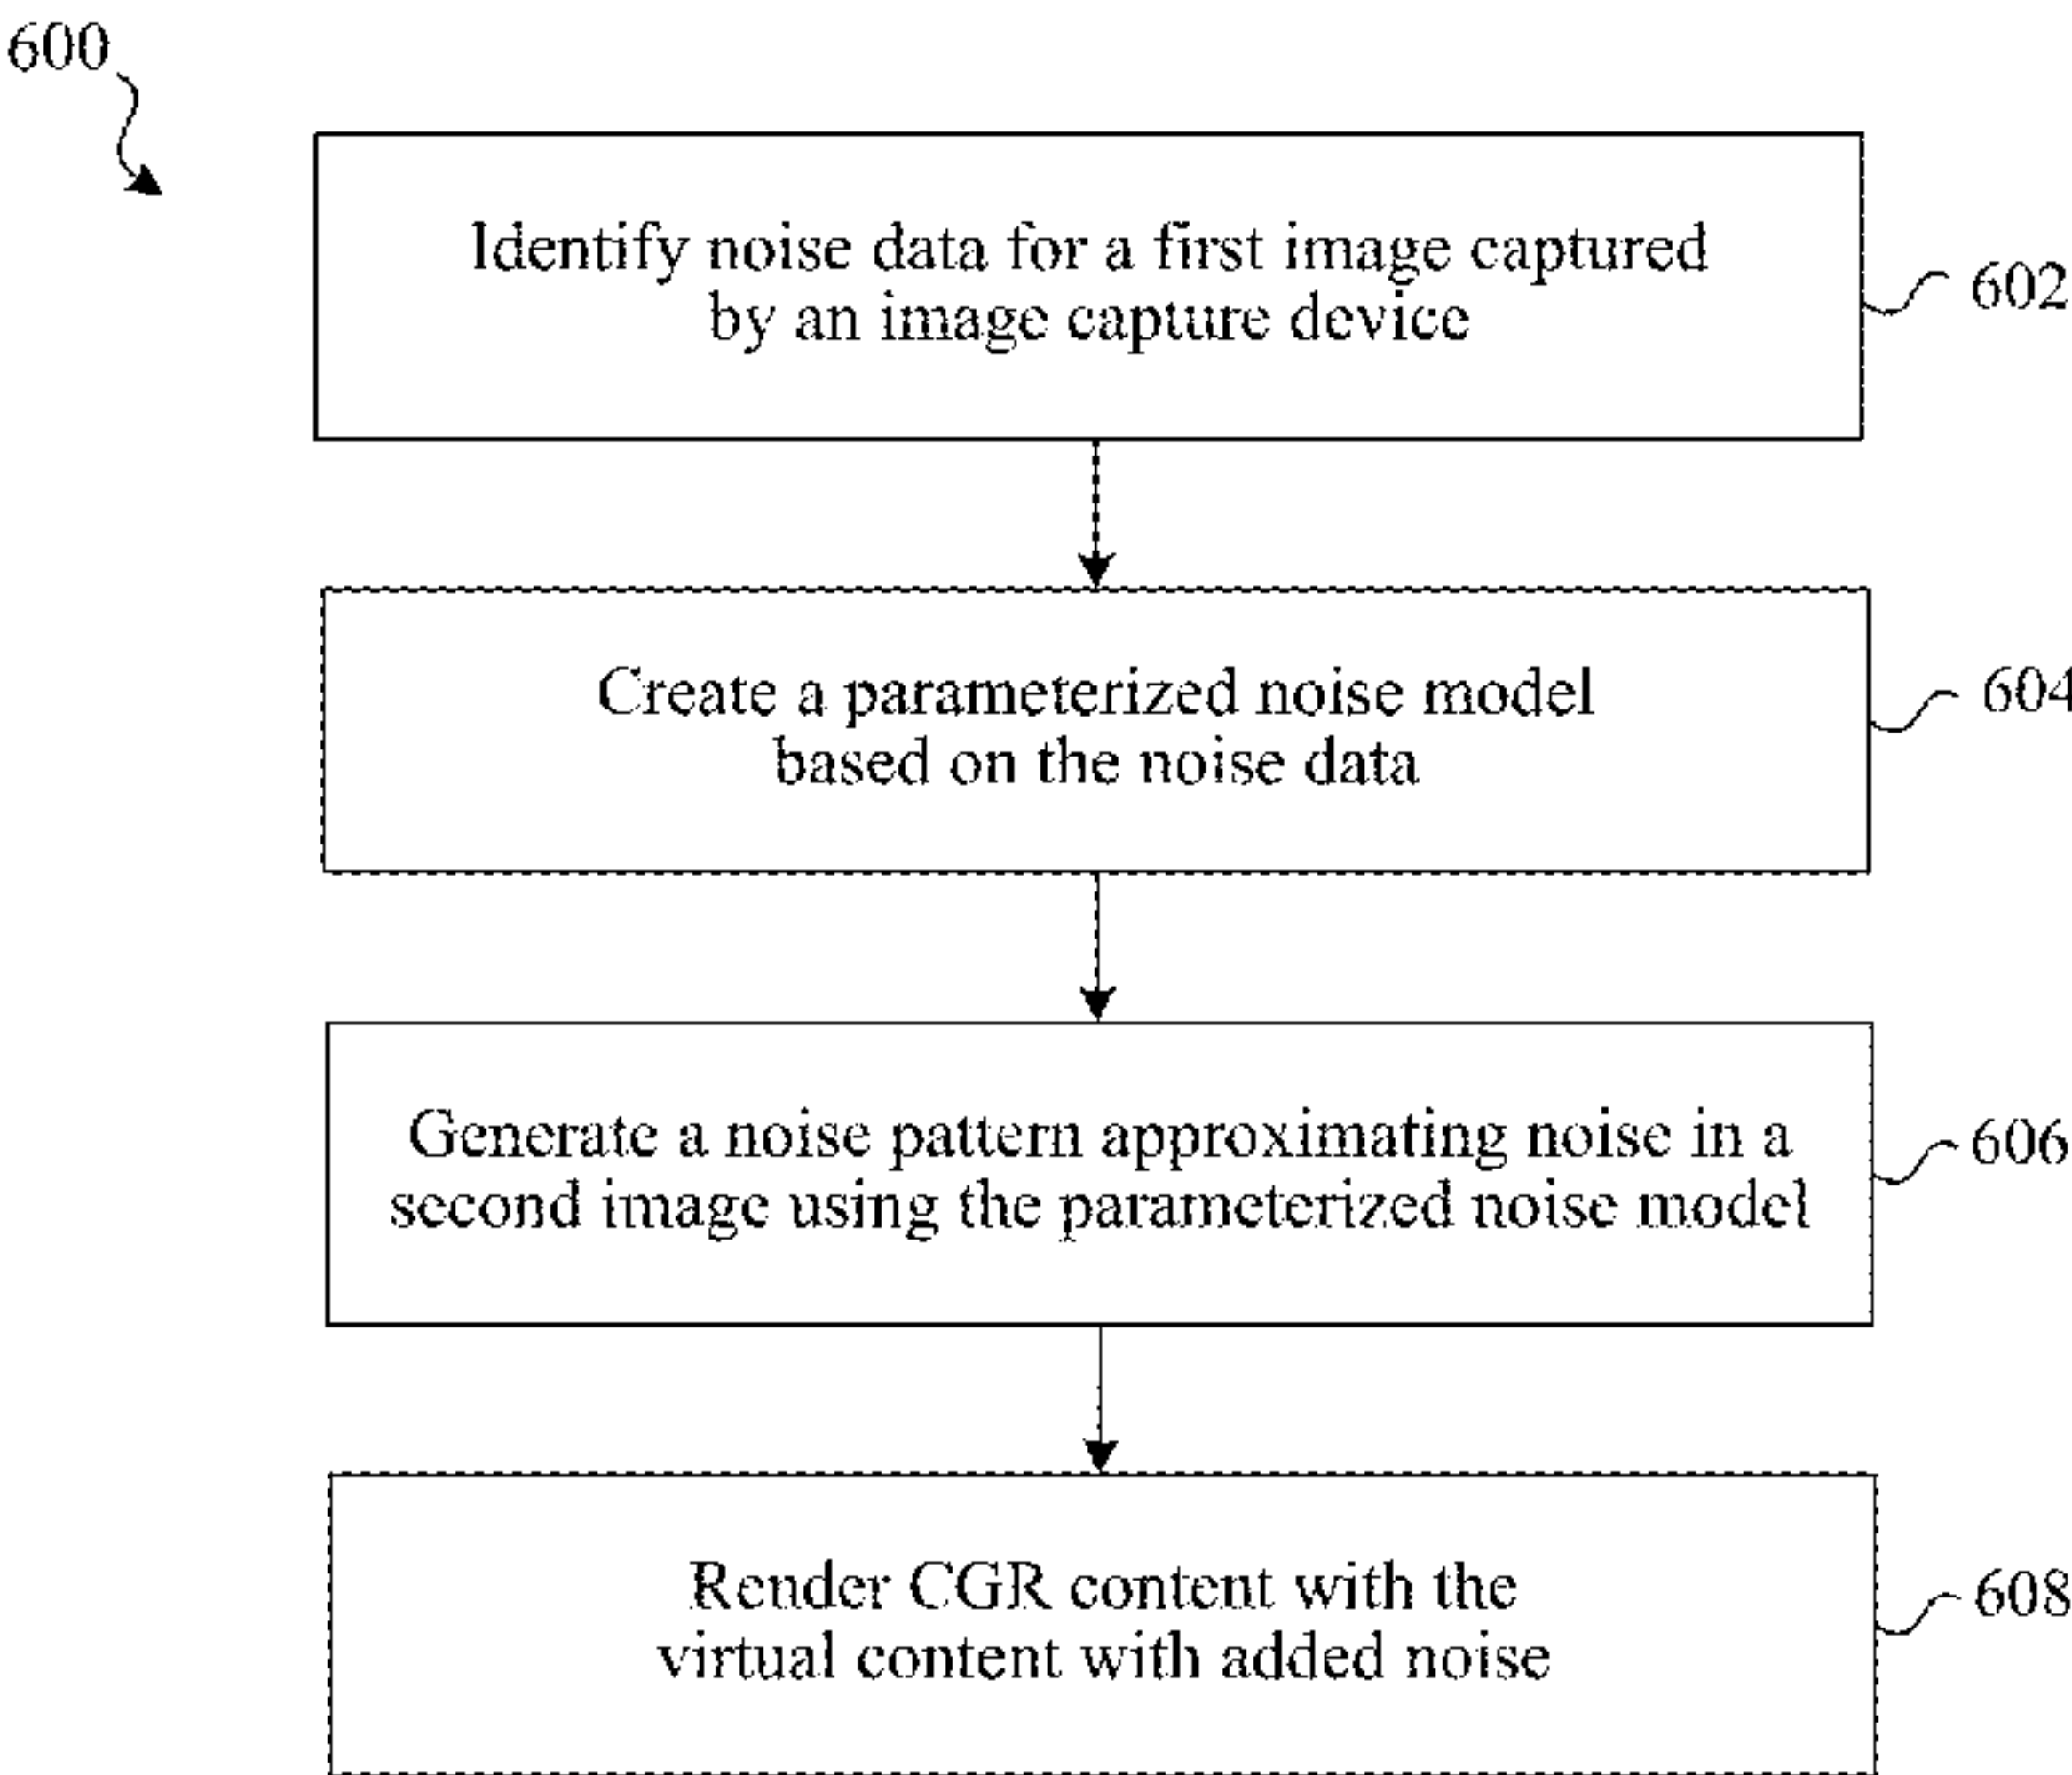 600
Identify noise data for a first image captured
by an image capture device
602
Create a parameterized noise model
based on the noise data
604
Generate a noise pattern approximating noise in a
second image using the parameterized noise model
606
Render CGR content with the
virtual content with added noise
608